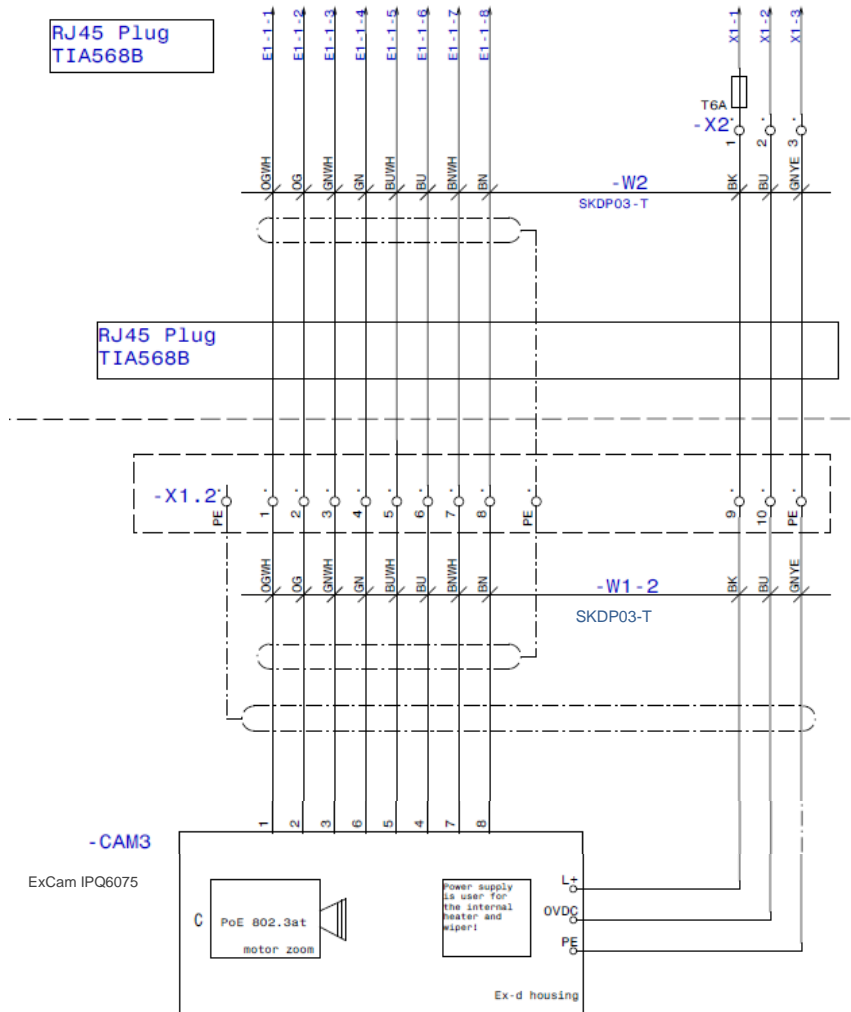 RJ45 Plug
TIA568B
E1-1-1
E1-1-2
E1-1-3
E1-1-4
E1-1-5
E1-1-6
E1-1-7
E1-1-8
X1-1
X1-2
X1-3
T6A
-X2
1
2
3
OGWH
OG
GNWH
GN
BUWH
BU
BNWH
BN
-W2
SKDP03-T
BK
BU
GNYE
RJ45 Plug
TIA568B
-X1.2
PE
1
2
3
4
5
6
7
8
PE
9
10
PE
OGWH
OG
GNWH
GN
BUWH
BU
BNWH
BN
-W1-2
SKDP03-T
BK
BU
GNYE
1
2
3
6
5
4
7
8
-CAM3
ExCam IPQ6075
C
PoE 802.3at
motor zoom
Power supply
is user for
the internal
heater and
wiper!
L+
0VDC
PE
Ex-d housing